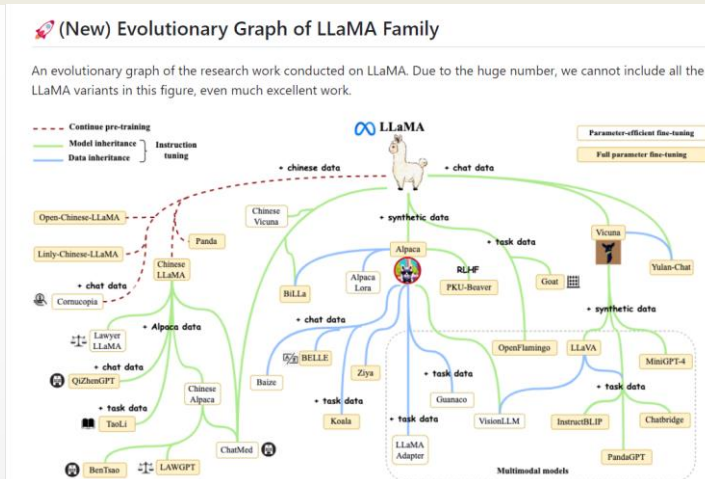 (New) Evolutionary Graph of LLaMA Family
An evolutionary graph of the research work conducted on LLaMA. Due to the huge number, we cannot include all the
LLaMA variants in this figure, even much excellent work.
Continue pre-training
Model inheritance
Data inheritance
Instruction
tuning
LLaMA
Parameter-efficient fine-tuning
Full parameter fine-tuning
+ chinese data
+ chat data
Open-Chinese-LLaMA
Linly-Chinese-LLaMA
Panda
Chinese
Vicuna
+ synthetic data
Vicuna
+ task data
Alpaca
Chinese
LLaMA
+ chat data
Cornucopia
BiLLa
Alpaca
Lora
RLHF
PKU-Beaver
Goat
Yulan-Chat
+ synthetic data
+ chat data
+ Alpaca data
Lawyer
LLaMA
+ chat data
QiZhenGPT
BELLE
Baize
Ziya
OpenFlamingo
LLaVA
MiniGPT-4
+ task data
+ task data
Chinese
Alpaca
+ task data
TaoLi
+ task data
Koala
Guanaco
+ task data
VisionLLM
InstructBLIP
Chatbridge
ChatMed
LLaMA
Adapter
PandaGPT
BenTsao
LAWGPT
Multimodal models